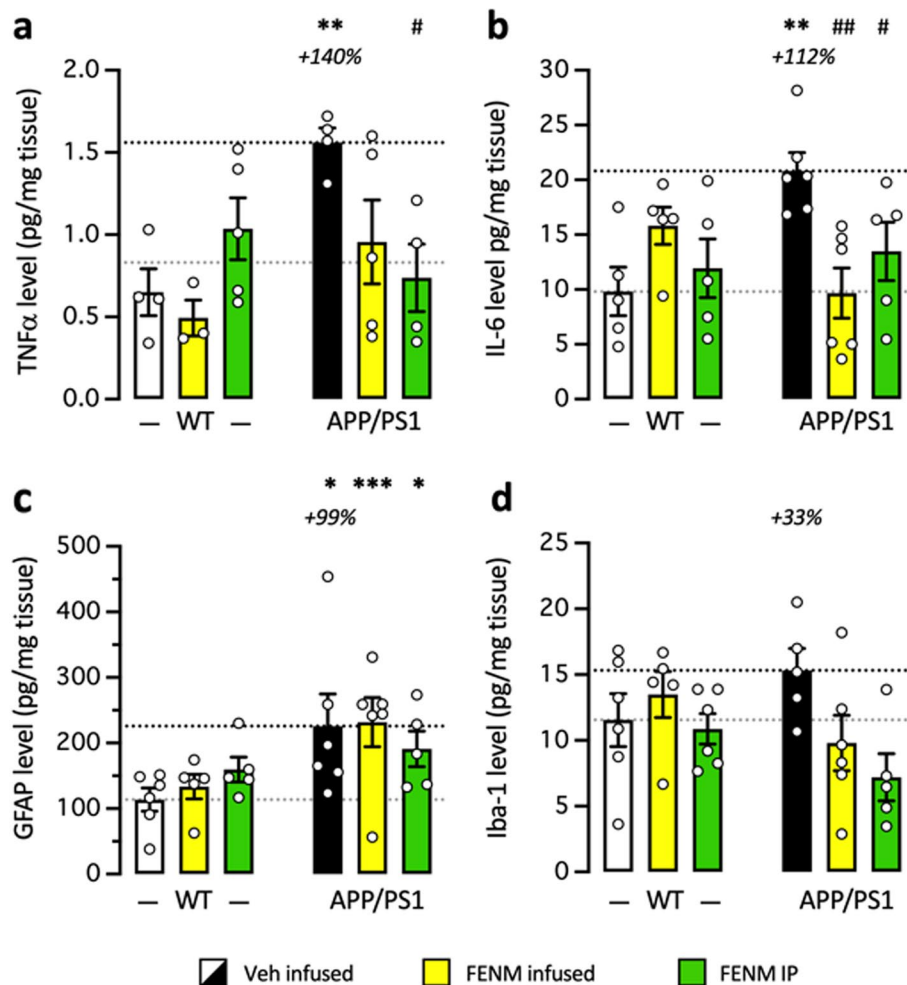 a
** #
+140%
2.0
1.5
1.0
0.5
0.0
TNFα level (pg/mg tissue)
— WT — APP/PS1
b
** ## #
+112%
30
25
20
15
10
5
0
IL-6 level pg/mg tissue)
— WT — APP/PS1
c
* *** *
+99%
500
400
300
200
100
0
GFAP level (pg/mg tissue)
— WT — APP/PS1
d
+33%
25
20
15
10
5
0
Iba-1 level (pg/mg tissue)
— WT — APP/PS1
Veh infused FENM infused FENM IP